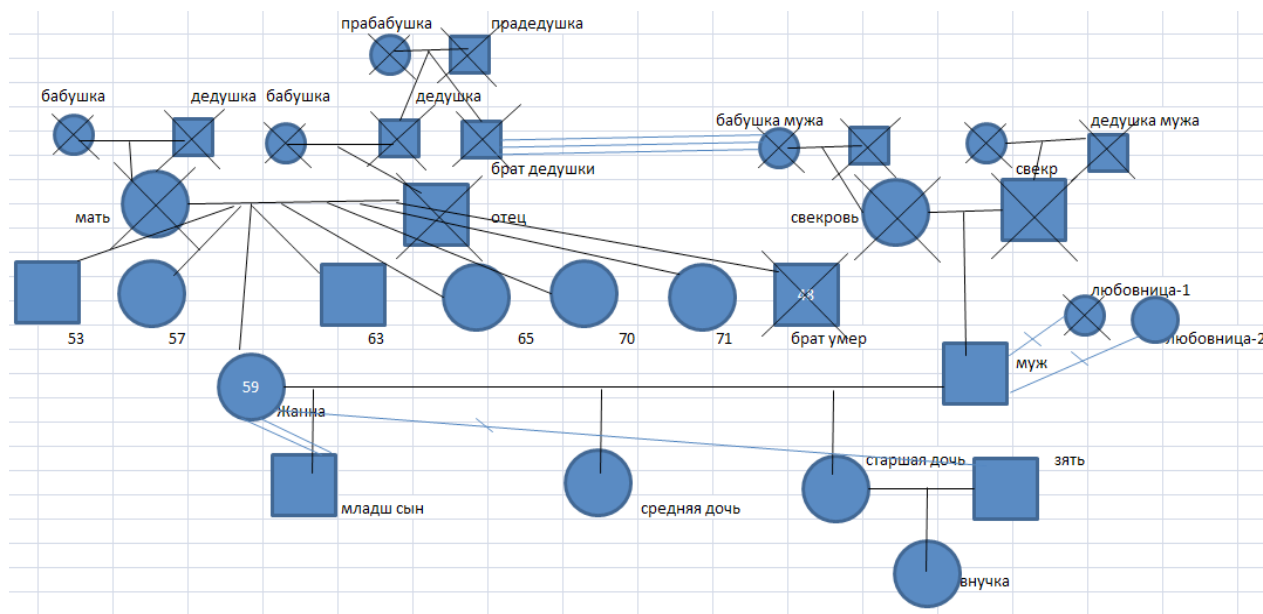 прабабушка
прадедушка
бабушка
дедушка
бабушка
дедушка
бабушка мужа
дедушка мужа
брат дедушки
свекр
мать
отец
свекровь
48
любовница-1
любовница-2
53
57
63
65
70
71
брат умер
муж
59
Жанна
старшая дочь
зять
младш сын
средняя дочь
внучка